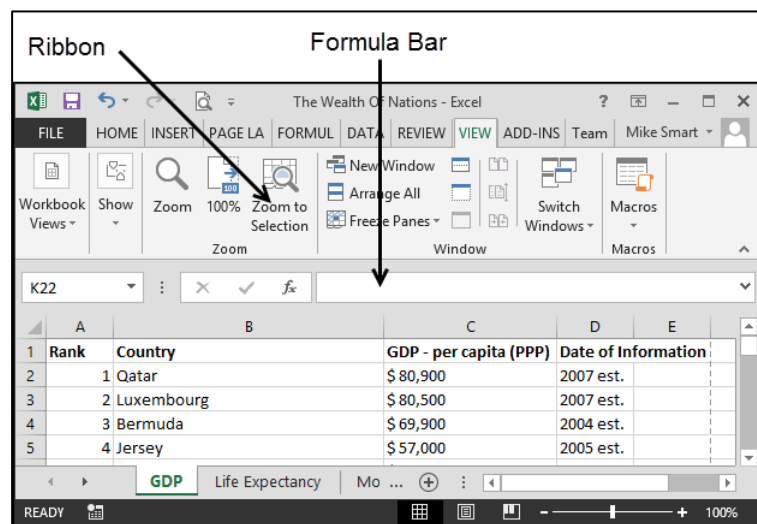 Ribbon Formula Bar
The Wealth Of Nations - Excel ?
FILE HOME INSERT PAGE LA FORMUL DATA REVIEW VIEW ADD-INS Team Mike Smart
100
Workbook Views Show Zoom 100% Zoom to Selection
New Window
Arrange All
Freeze Panes
Switch Windows
Macros
Zoom Window Macros
K22 fx
A B C D E
1 Rank Country GDP - per capita (PPP) Date of Information
2 1 Qatar $ 80,900 2007 est.
3 2 Luxembourg $ 80,500 2007 est.
4 3 Bermuda $ 69,900 2004 est.
5 4 Jersey $ 57,000 2005 est.
GDP Life Expectancy Mo ...
READY 100%